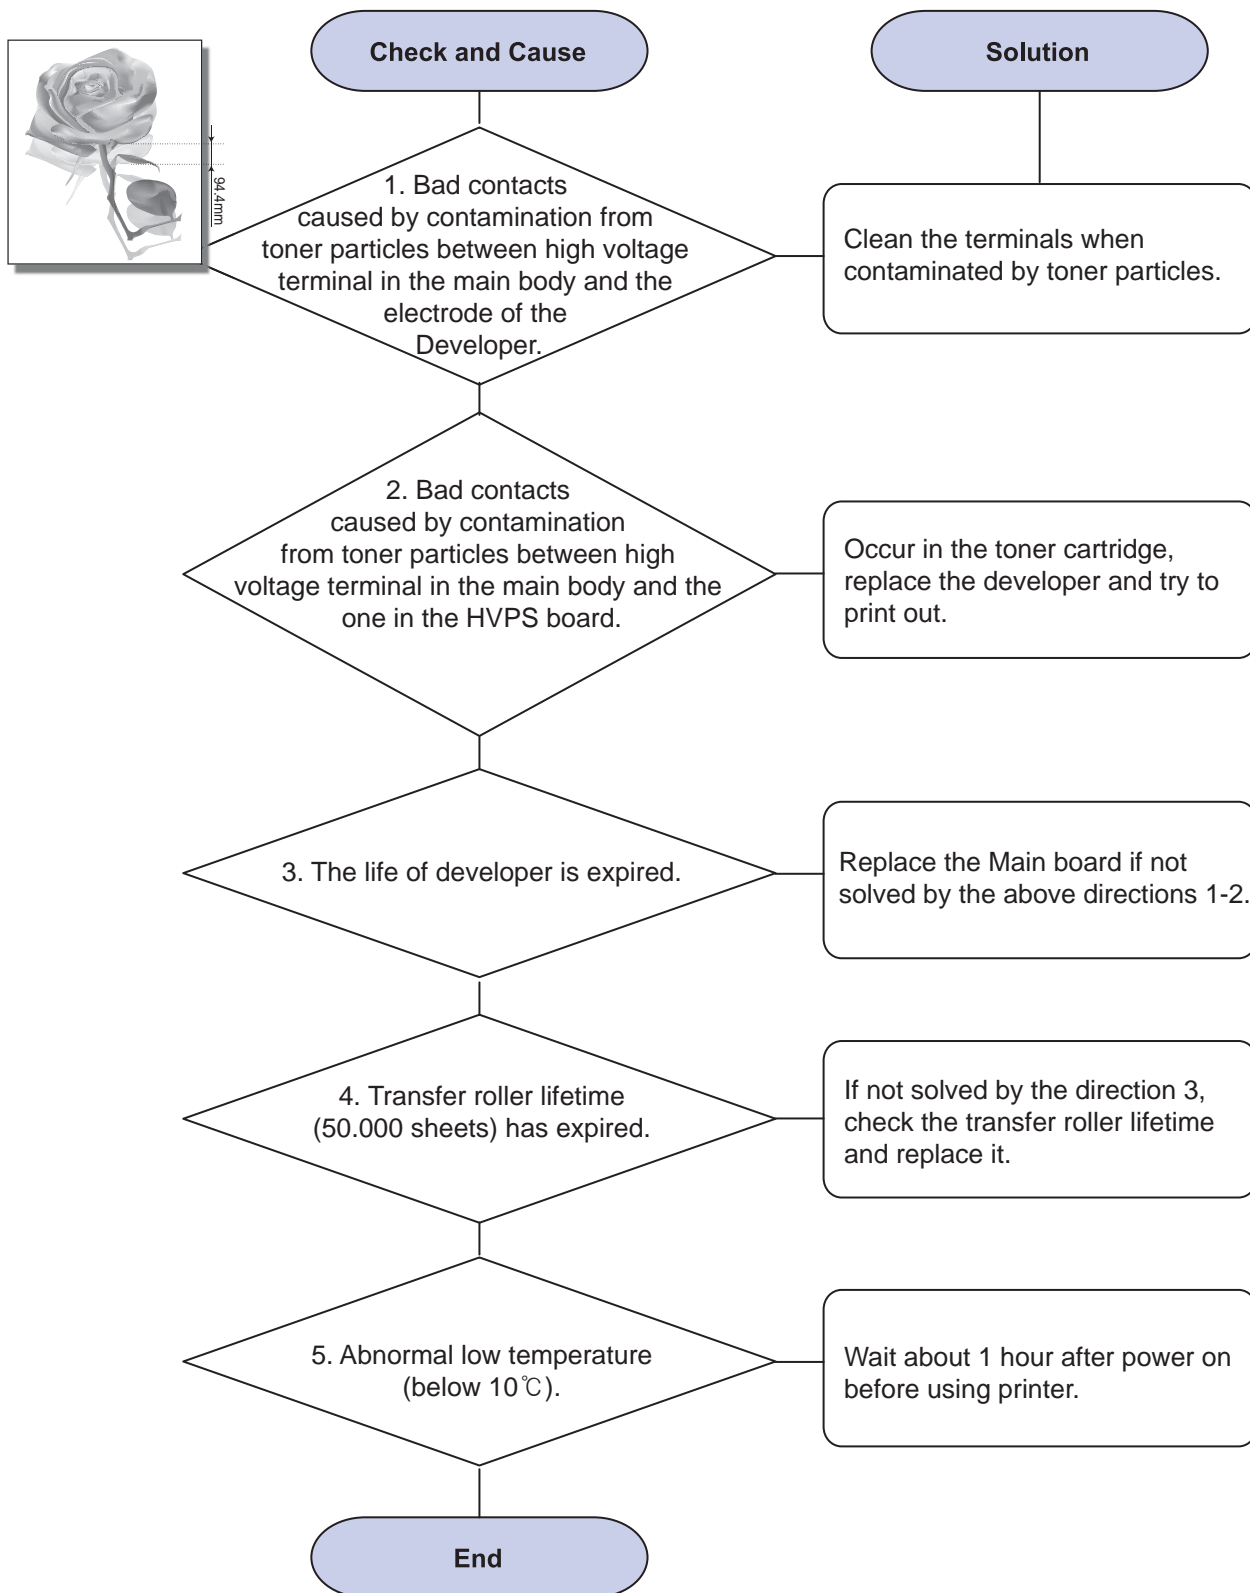 Check and Cause
Solution
94.4mm
1. Bad contacts
caused by contamination from
toner particles between high voltage
terminal in the main body and the
electrode of the
Developer.
Clean the terminals when
contaminated by toner particles.
2. Bad contacts
caused by contamination
from toner particles between high
voltage terminal in the main body and the
one in the HVPS board.
Occur in the toner cartridge,
replace the developer and try to
print out.
3. The life of developer is expired.
Replace the Main board if not
solved by the above directions 1-2.
4. Transfer roller lifetime
(50.000 sheets) has expired.
If not solved by the direction 3,
check the transfer roller lifetime
and replace it.
5. Abnormal low temperature
(below 10℃).
Wait about 1 hour after power on
before using printer.
End